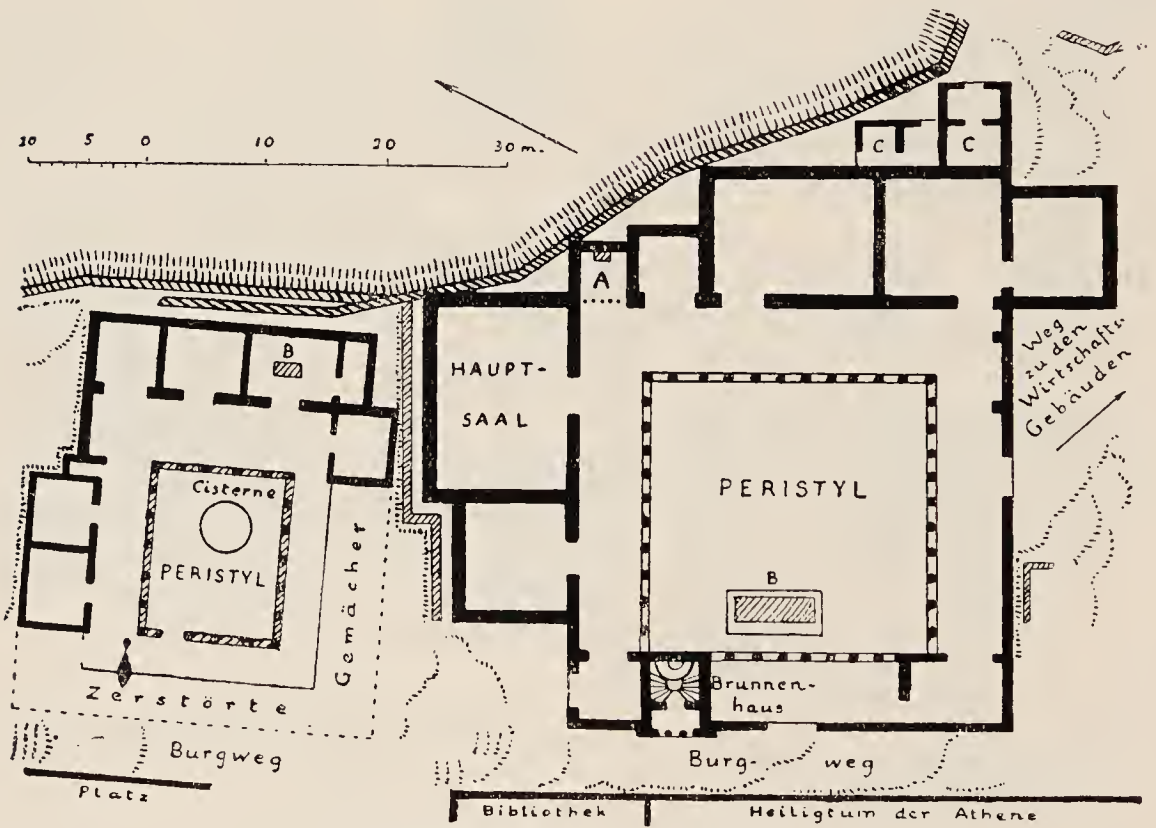 10 5 0 10 20 30 m.
C C
A
B
HAUPT-
SAAL
Weg
zu den
Wirtschafts-
Gebäuden
Cisterne
PERISTYL
PERISTYL
Gemächer
B
Brunnen-
haus
Zerstörte
Burgweg
Burg- weg
Platz
Bibliothek Heiligtum der Athene